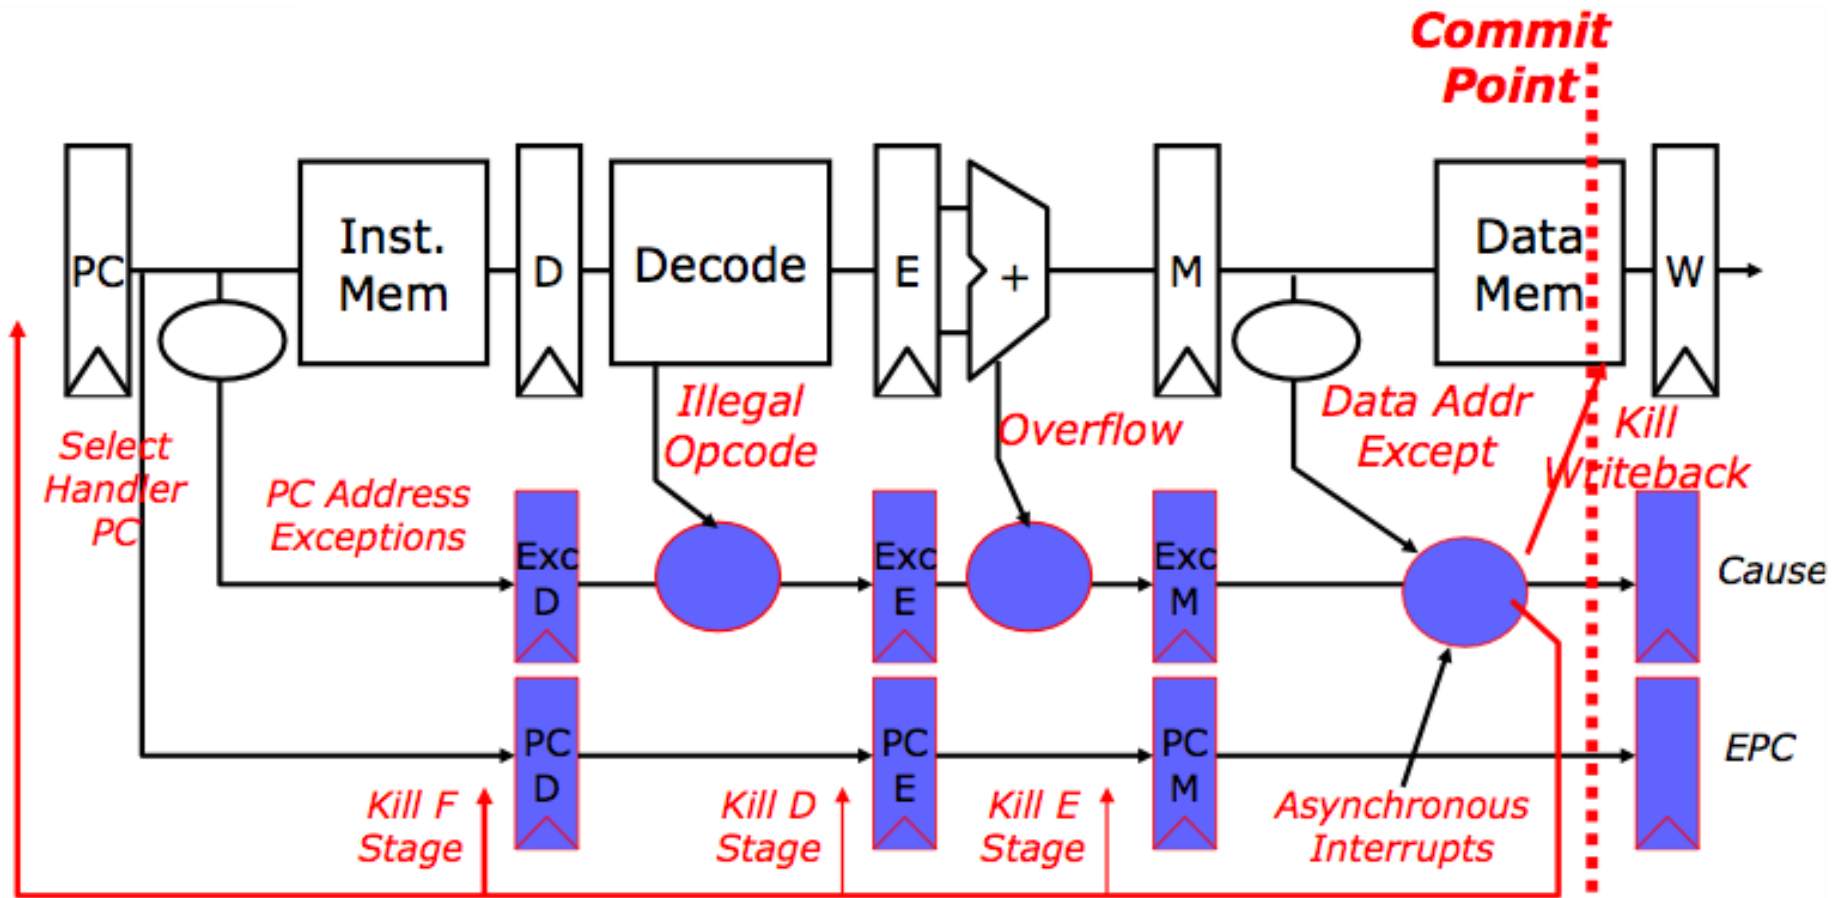 Commit
Point
PC
Inst.
Mem
D
Decode
E
+
M
Data
Mem
W
Select
Handler
PC
PC Address
Exceptions
Illegal
Opcode
Overflow
Data Addr
Except
Kill
Writeback
Exc
D
Exc
E
Exc
M
Cause
PC
D
PC
E
PC
M
EPC
Kill F
Stage
Kill D
Stage
Kill E
Stage
Asynchronous
Interrupts